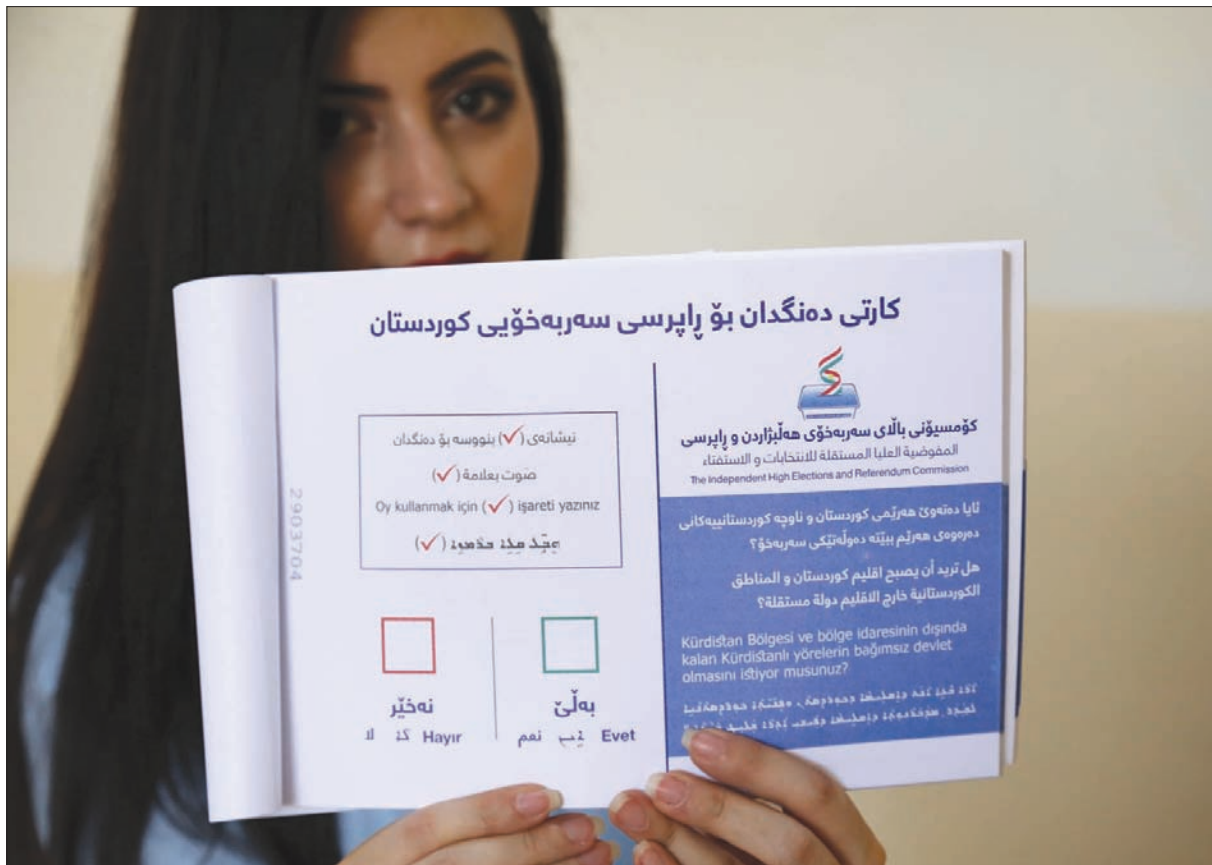 کارتی دەنگدان بۆ ڕاپرسی سەربەخۆیی کوردستان
کۆمسیۆنی باڵای سەربەخۆی هەڵبژاردن و ڕاپرسی
المفوضية العليا المستقلة للانتخابات و الاستفتاء
The Independent High Elections and Referendum Commission
ئایا دەتەوێ هەرێمی کوردستان و ناوچە کوردستانییەکانی
دەرەوەی هەرێم ببێتە دەوڵەتێکی سەربەخۆ؟
هل تريد أن يصبح اقليم كوردستان و المناطق
الكوردستانية خارج الاقليم دولة مستقلة؟
Kürdistan Bölgesi ve bölge idaresinin dışında
kalan Kürdistanlı yörelerin bağımsız devlet
olmasını istiyor musunuz?
نیشانەی (✓) بنووسە بۆ دەنگدان
صوت بعلامة (✓)
Oy kullanmak için (✓) işareti yazınız
(✓)
بەڵێ
نعم Evet
نەخێر
لا Hayır
2903704